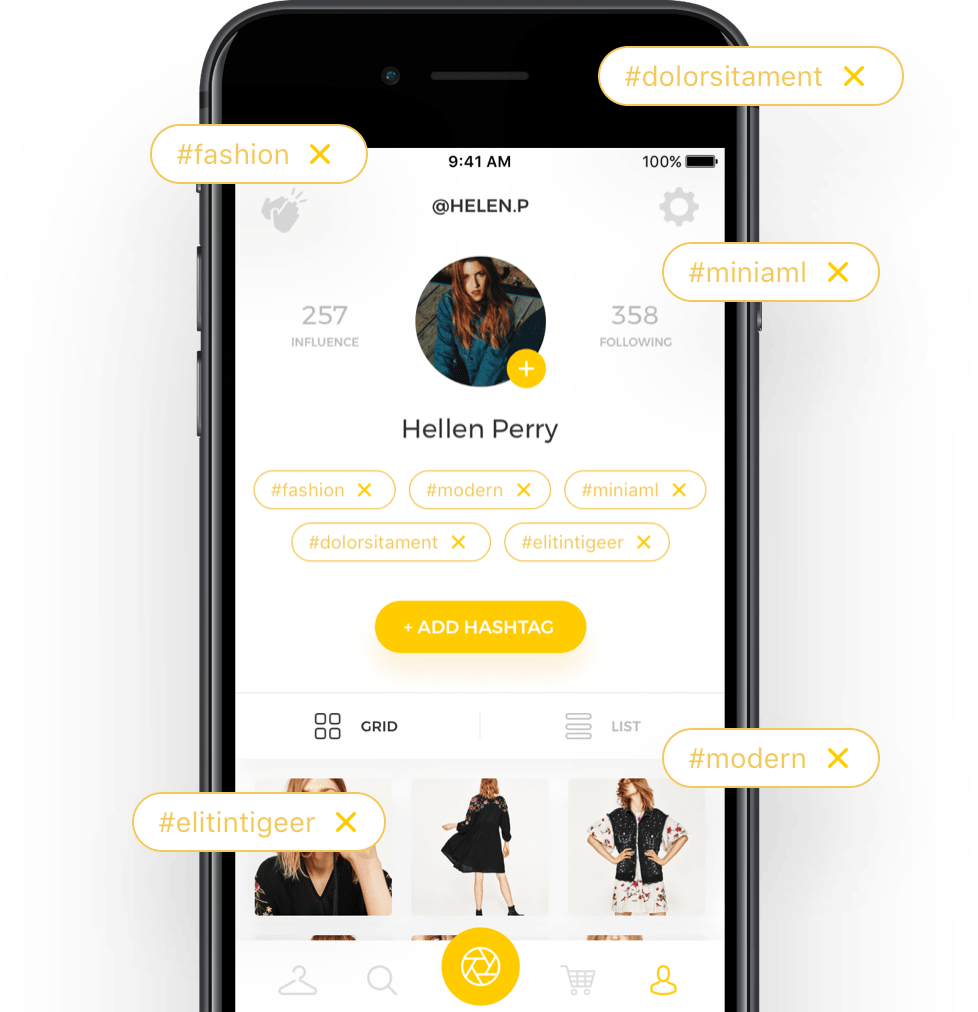 #dolorsitament
#fashion
9:41 AM 100%
@HELEN.P
#miniaml
257 358
INFLUENCE FOLLOWING
Hellen Perry
#fashion #modern #miniaml
#dolorsitament #elitintigeer
+ ADD HASHTAG
GRID LIST
#modern
#elitintigeer